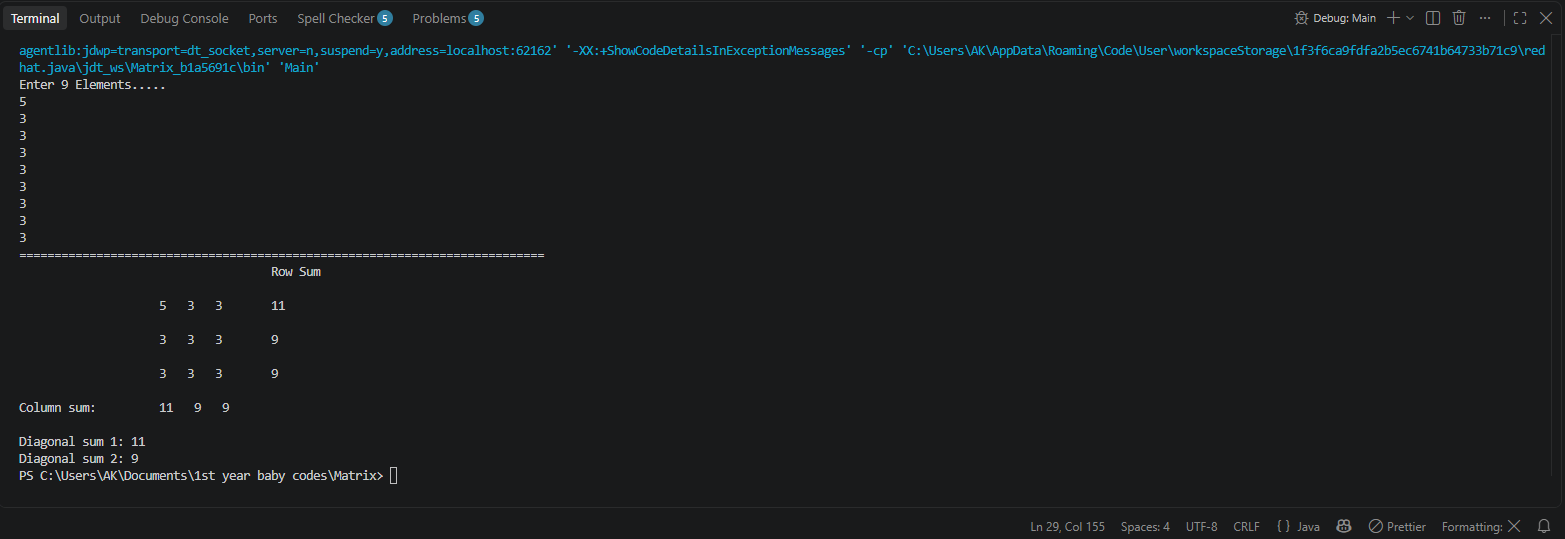 Terminal Output Debug Console Ports Spell Checker 5 Problems 5 Debug: Main
agentlib:jdwp=transport=dt_socket,server=n,suspend=y,address=localhost:62162' '-XX:+ShowCodeDetailsInExceptionMessages' '-cp' 'C:\Users\AK\AppData\Roaming\Code\User\workspaceStorage\1f3f6ca9fdfa2b5ec6741b64733b71c9\red
hat.java\jdt_ws\Matrix_b1a5691c\bin' 'Main'
Enter 9 Elements.....
5
3
3
3
3
3
3
3
3
===========================================================================
Row Sum
5 3 3 11
3 3 3 9
3 3 3 9
Column sum: 11 9 9
Diagonal sum 1: 11
Diagonal sum 2: 9
PS C:\Users\AK\Documents\1st year baby codes\Matrix>
Ln 29, Col 155 Spaces: 4 UTF-8 CRLF { } Java Prettier Formatting: